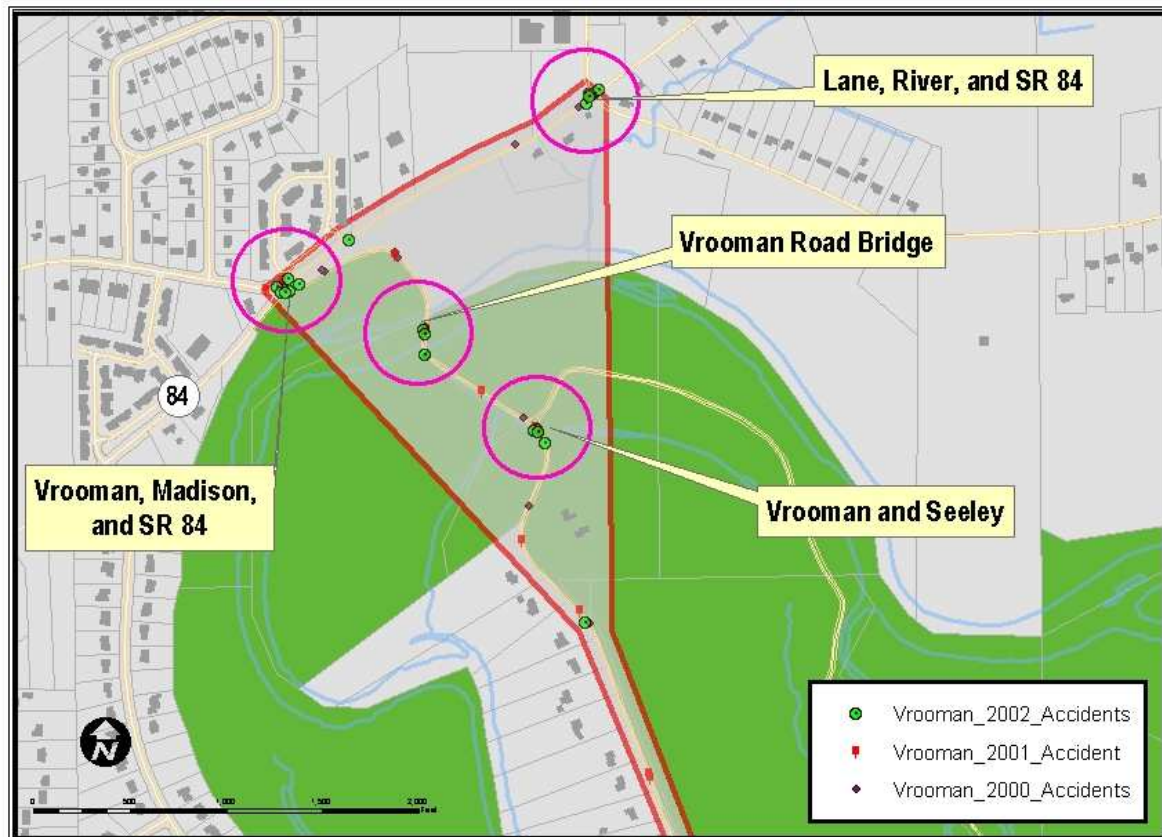 Lane, River, and SR 84
Vrooman Road Bridge
84
Vrooman, Madison,
and SR 84
Vrooman and Seeley
N
0 500 1,000 1,500 2,000
Feet
Vrooman_2002_Accidents
Vrooman_2001_Accident
Vrooman_2000_Accidents